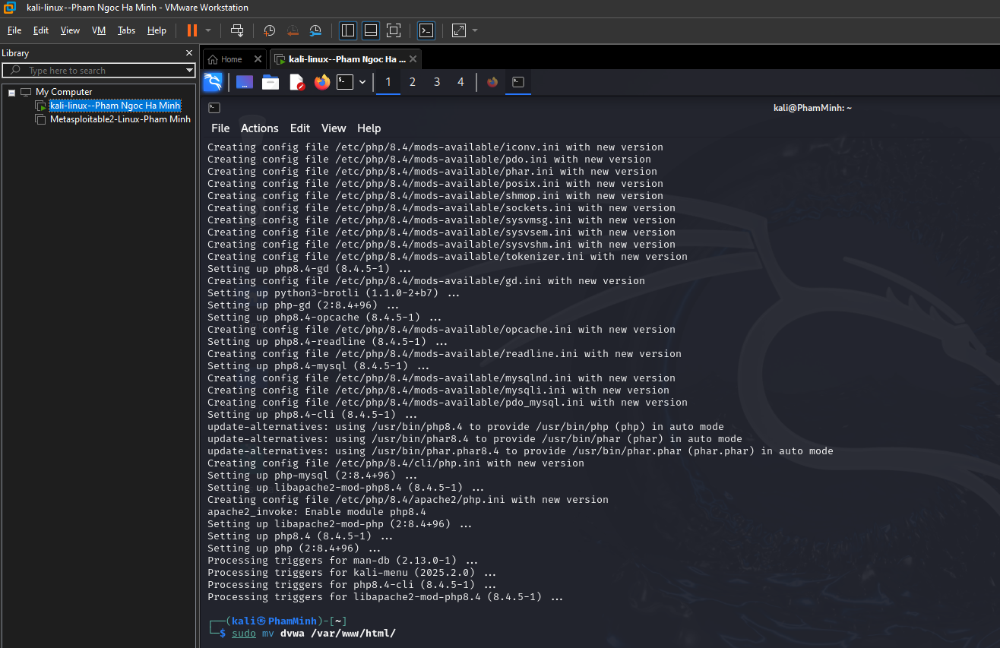 kali-linux--Pham Ngoc Ha Minh - VMware Workstation
File Edit View VM Tabs Help
Library
Type here to search
My Computer
kali-linux--Pham Ngoc Ha Minh
Metasploitable2-Linux-Pham Minh
Home
kali-linux--Pham Ngoc Ha ...
1 2 3 4
kali@PhamMinh: ~
File Actions Edit View Help
Creating config file /etc/php/8.4/mods-available/iconv.ini with new version
Creating config file /etc/php/8.4/mods-available/pdo.ini with new version
Creating config file /etc/php/8.4/mods-available/phar.ini with new version
Creating config file /etc/php/8.4/mods-available/posix.ini with new version
Creating config file /etc/php/8.4/mods-available/shmop.ini with new version
Creating config file /etc/php/8.4/mods-available/sockets.ini with new version
Creating config file /etc/php/8.4/mods-available/sysvmsg.ini with new version
Creating config file /etc/php/8.4/mods-available/sysvsem.ini with new version
Creating config file /etc/php/8.4/mods-available/sysvshm.ini with new version
Creating config file /etc/php/8.4/mods-available/tokenizer.ini with new version
Setting up php8.4-gd (8.4.5-1) ...
Creating config file /etc/php/8.4/mods-available/gd.ini with new version
Setting up python3-brotli (1.1.0-2+b7) ...
Setting up php-gd (2:8.4+96) ...
Setting up php8.4-opcache (8.4.5-1) ...
Creating config file /etc/php/8.4/mods-available/opcache.ini with new version
Setting up php8.4-readline (8.4.5-1) ...
Creating config file /etc/php/8.4/mods-available/readline.ini with new version
Setting up php8.4-mysql (8.4.5-1) ...
Creating config file /etc/php/8.4/mods-available/mysqlnd.ini with new version
Creating config file /etc/php/8.4/mods-available/mysqli.ini with new version
Creating config file /etc/php/8.4/mods-available/pdo_mysql.ini with new version
Setting up php8.4-cli (8.4.5-1) ...
update-alternatives: using /usr/bin/php8.4 to provide /usr/bin/php (php) in auto mode
update-alternatives: using /usr/bin/phar8.4 to provide /usr/bin/phar (phar) in auto mode
update-alternatives: using /usr/bin/phar.phar8.4 to provide /usr/bin/phar.phar (phar.phar) in auto mode
Creating config file /etc/php/8.4/cli/php.ini with new version
Setting up php-mysql (2:8.4+96) ...
Setting up libapache2-mod-php8.4 (8.4.5-1) ...
Creating config file /etc/php/8.4/apache2/php.ini with new version
apache2_invoke: Enable module php8.4
Setting up libapache2-mod-php (2:8.4+96) ...
Setting up php8.4 (8.4.5-1) ...
Setting up php (2:8.4+96) ...
Processing triggers for man-db (2.13.0-1) ...
Processing triggers for kali-menu (2025.2.0) ...
Processing triggers for php8.4-cli (8.4.5-1) ...
Processing triggers for libapache2-mod-php8.4 (8.4.5-1) ...
┌──(kali㉿PhamMinh)-[~]
└─$ sudo mv dvwa /var/www/html/